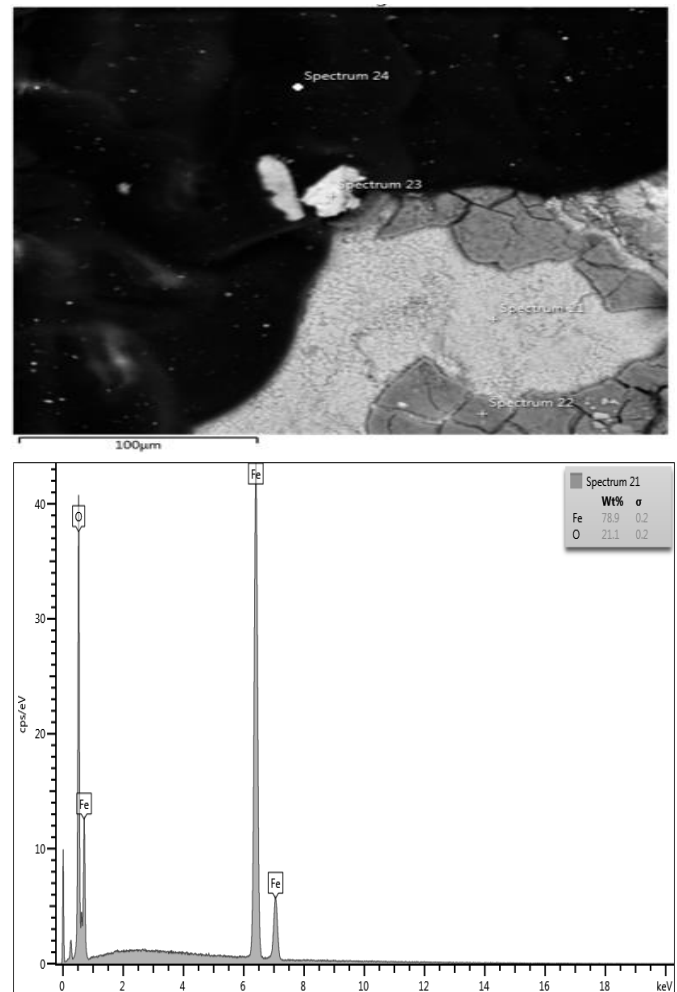 Spectrum 24
Spectrum 23
Spectrum 21
Spectrum 22
100µm
Fe
O
Fe
Fe
Spectrum 21
Wt% σ
Fe 78.9 0.2
O 21.1 0.2
cps/eV
40
30
20
10
0
0 2 4 6 8 10 12 14 16 18 keV